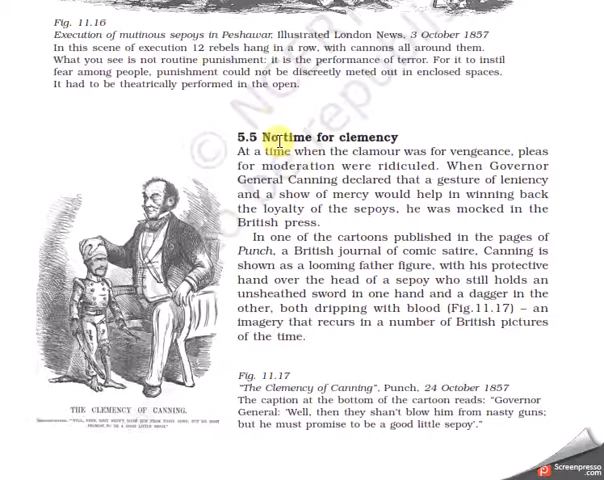 Fig. 11.16
Execution of mutinous sepoys in Peshawar, Illustrated London News, 3 October 1857
In this scene of execution 12 rebels hang in a row, with cannons all around them.
What you see is not routine punishment: it is the performance of terror. For it to instil
fear among people, punishment could not be discreetly meted out in enclosed spaces.
It had to be theatrically performed in the open.
5.5 No time for clemency
At a time when the clamour was for vengeance, pleas
for moderation were ridiculed. When Governor
General Canning declared that a gesture of leniency
and a show of mercy would help in winning back
the loyalty of the sepoys, he was mocked in the
British press.
In one of the cartoons published in the pages of
Punch, a British journal of comic satire, Canning is
shown as a looming father figure, with his protective
hand over the head of a sepoy who still holds an
unsheathed sword in one hand and a dagger in the
other, both dripping with blood (Fig.11.17) – an
imagery that recurs in a number of British pictures
of the time.
THE CLEMENCY OF CANNING.
Fig. 11.17
"The Clemency of Canning", Punch, 24 October 1857
The caption at the bottom of the cartoon reads: "Governor
General: 'Well, then they shan't blow him from nasty guns;
but he must promise to be a good little sepoy'."
© NCERT
to be republis
Screenpresso